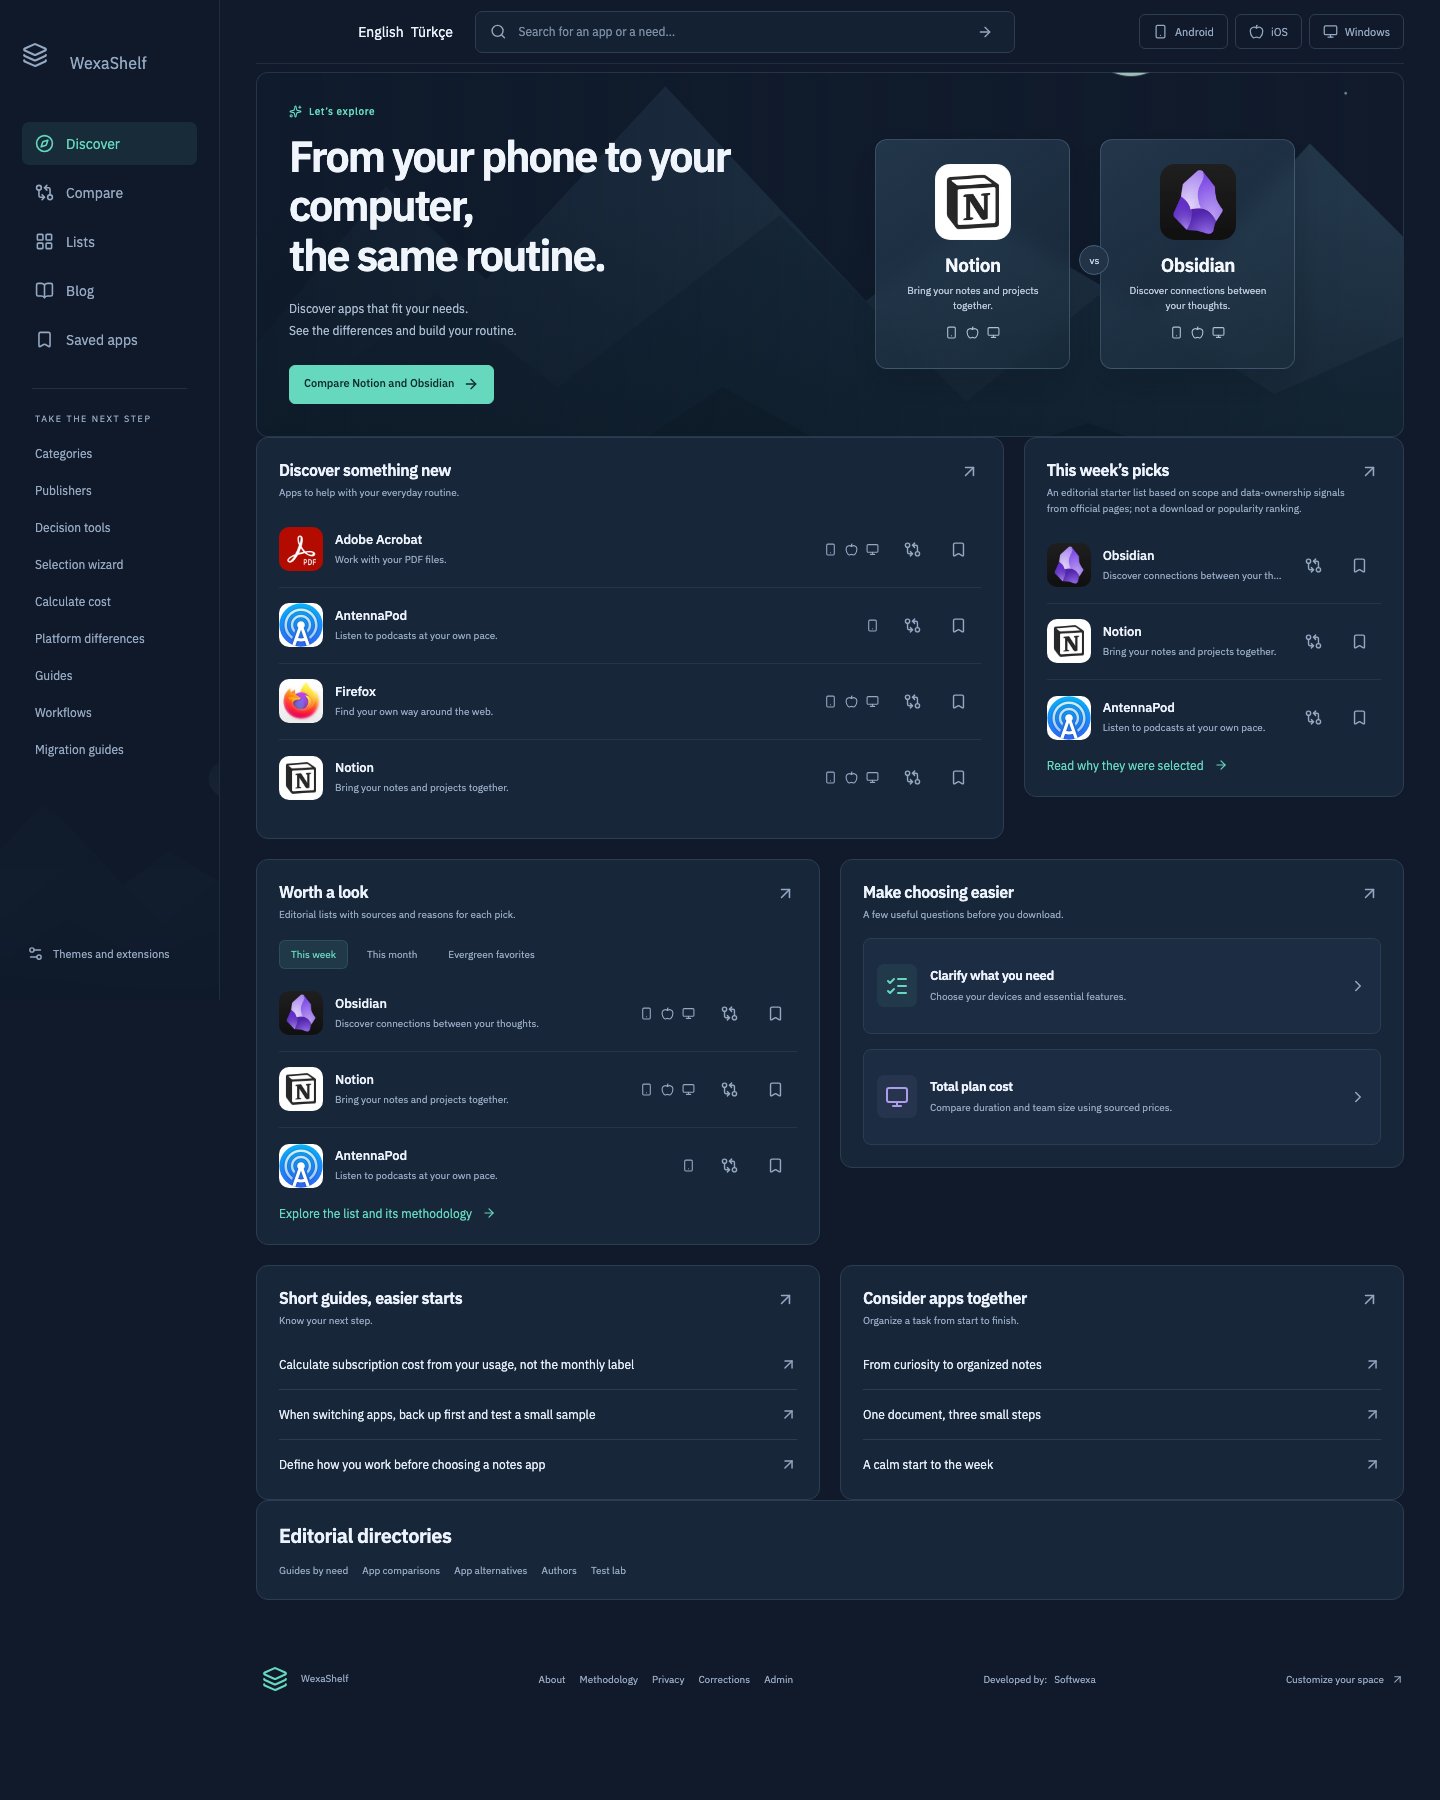 WexaShelf
Discover
Compare
Lists
Blog
Saved apps
TAKE THE NEXT STEP
Categories
Publishers
Decision tools
Selection wizard
Calculate cost
Platform differences
Guides
Workflows
Migration guides
Themes and extensions
English Türkçe
Search for an app or a need...
Android
iOS
Windows
Let's explore
From your phone to your
computer,
the same routine.
Discover apps that fit your needs.
See the differences and build your routine.
Compare Notion and Obsidian
N
Notion
Bring your notes and projects
together.
vs
Obsidian
Discover connections between
your thoughts.
Discover something new
Apps to help with your everyday routine.
PDF
Adobe Acrobat
Work with your PDF files.
AntennaPod
Listen to podcasts at your own pace.
Firefox
Find your own way around the web.
N
Notion
Bring your notes and projects together.
This week's picks
An editorial starter list based on scope and data-ownership signals
from official pages; not a download or popularity ranking.
Obsidian
Discover connections between your th...
N
Notion
Bring your notes and projects together.
AntennaPod
Listen to podcasts at your own pace.
Read why they were selected
Worth a look
Editorial lists with sources and reasons for each pick.
This week
This month
Evergreen favorites
Obsidian
Discover connections between your thoughts.
N
Notion
Bring your notes and projects together.
AntennaPod
Listen to podcasts at your own pace.
Explore the list and its methodology
Make choosing easier
A few useful questions before you download.
Clarify what you need
Choose your devices and essential features.
Total plan cost
Compare duration and team size using sourced prices.
Short guides, easier starts
Know your next step.
Calculate subscription cost from your usage, not the monthly label
When switching apps, back up first and test a small sample
Define how you work before choosing a notes app
Consider apps together
Organize a task from start to finish.
From curiosity to organized notes
One document, three small steps
A calm start to the week
Editorial directories
Guides by need App comparisons App alternatives Authors Test lab
WexaShelf
About Methodology Privacy Corrections Admin
Developed by: Softwexa
Customize your space